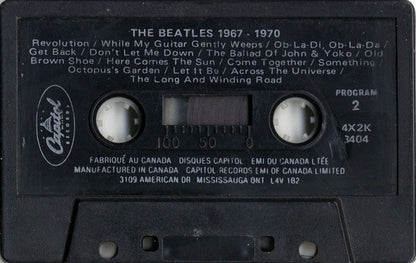 THE BEATLES 1967 - 1970
Revolution / While My Guitar Gently Weeps / Ob-La-Di, Ob-La-Da /
Get Back / Don't Let Me Down / The Ballad Of John & Yoko / Old
Brown Shoe / Here Comes The Sun / Come Together / Something /
Octopus's Garden / Let It Be / Across The Universe /
The Long And Winding Road
PROGRAM
2
4X2K
3404
Capitol
RECORDS
100 50 0
FABRIQUÉ AU CANADA DISQUES CAPITOL EMI DU CANADA LTÉE
MANUFACTURED IN CANADA CAPITOL RECORDS EMI OF CANADA LIMITED
3109 AMERICAN DR MISSISSAUGA ONT L4V 1B2